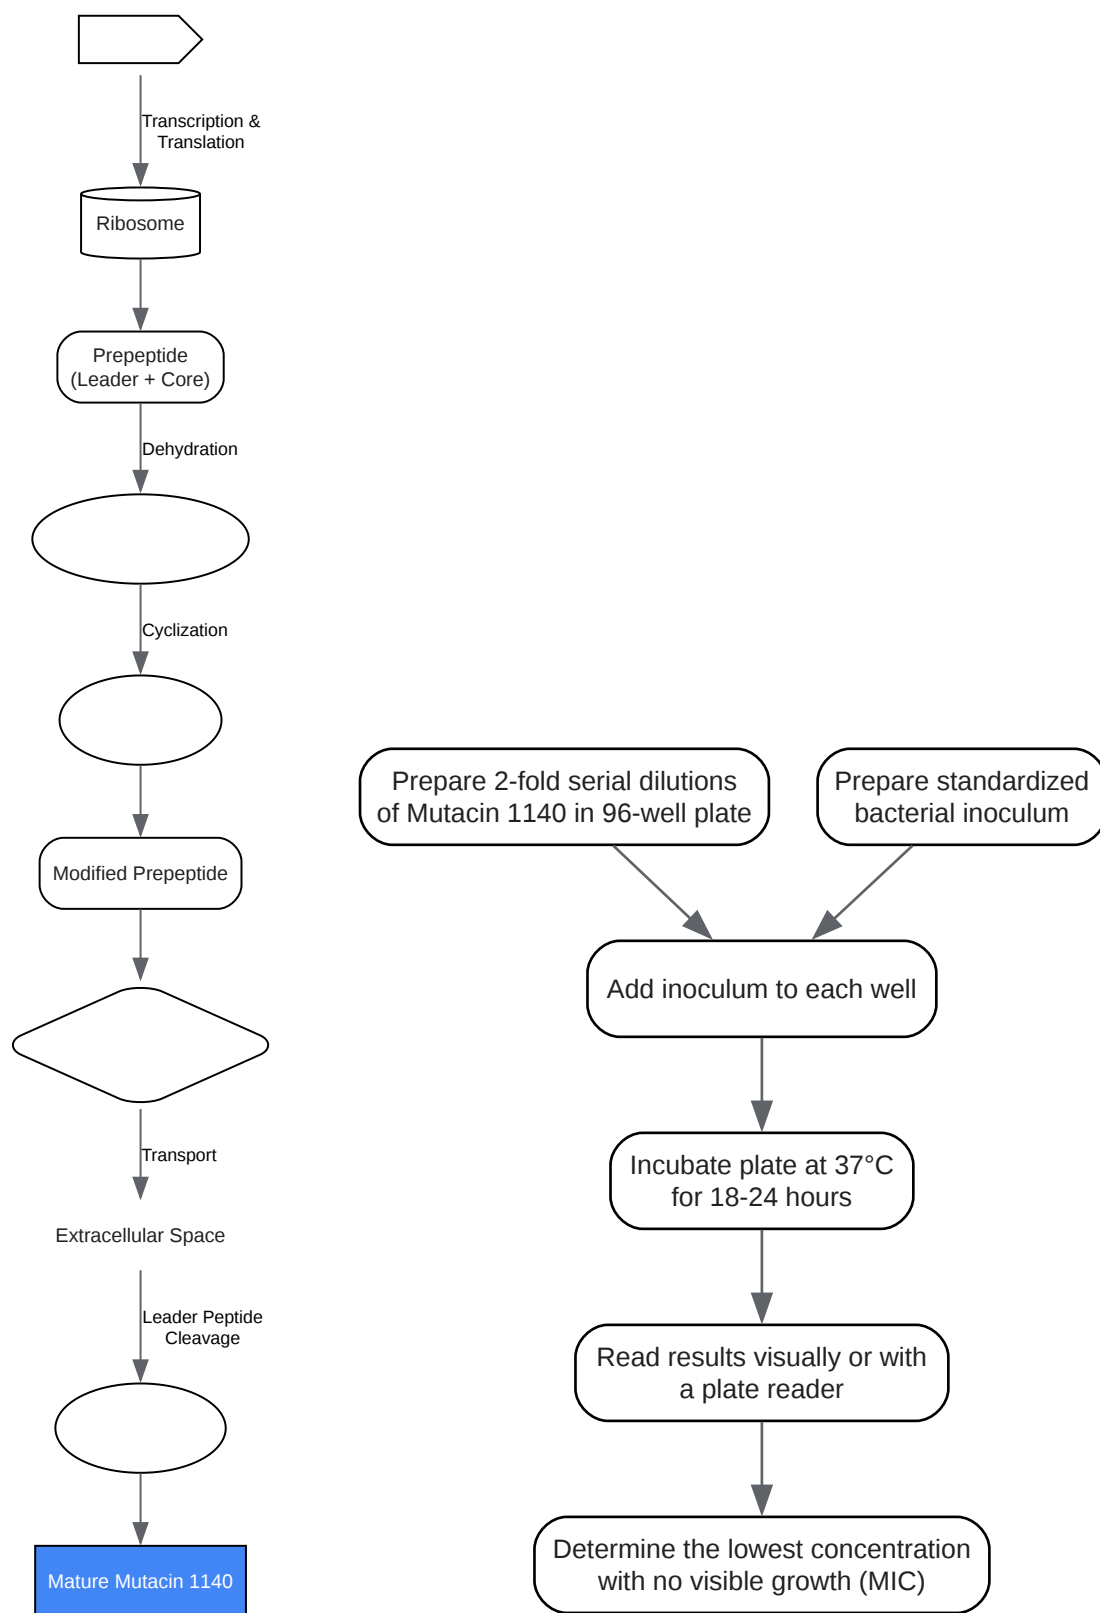 Transcription &
Translation
Ribosome
Prepeptide
(Leader + Core)
Dehydration
Cyclization
Modified Prepeptide
Transport
Extracellular Space
Leader Peptide
Cleavage
Mature Mutacin 1140
Prepare 2-fold serial dilutions
of Mutacin 1140 in 96-well plate
Prepare standardized
bacterial inoculum
Add inoculum to each well
Incubate plate at 37°C
for 18-24 hours
Read results visually or with
a plate reader
Determine the lowest concentration
with no visible growth (MIC)